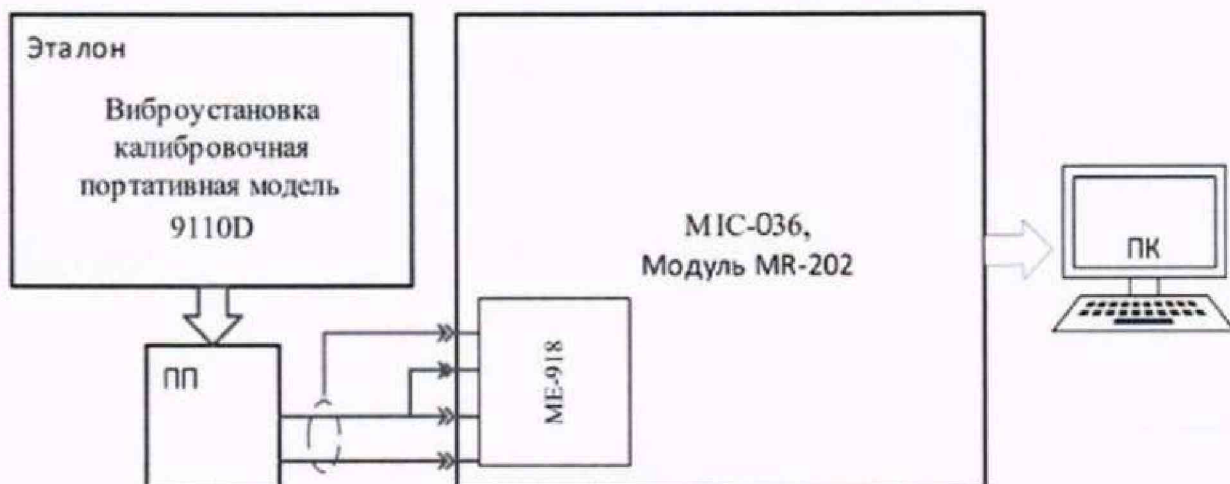 Эталон
Виброустановка
калибровочная
портативная модель
9110D
MIC-036,
Модуль MR-202
ПК
ПП
ME-918